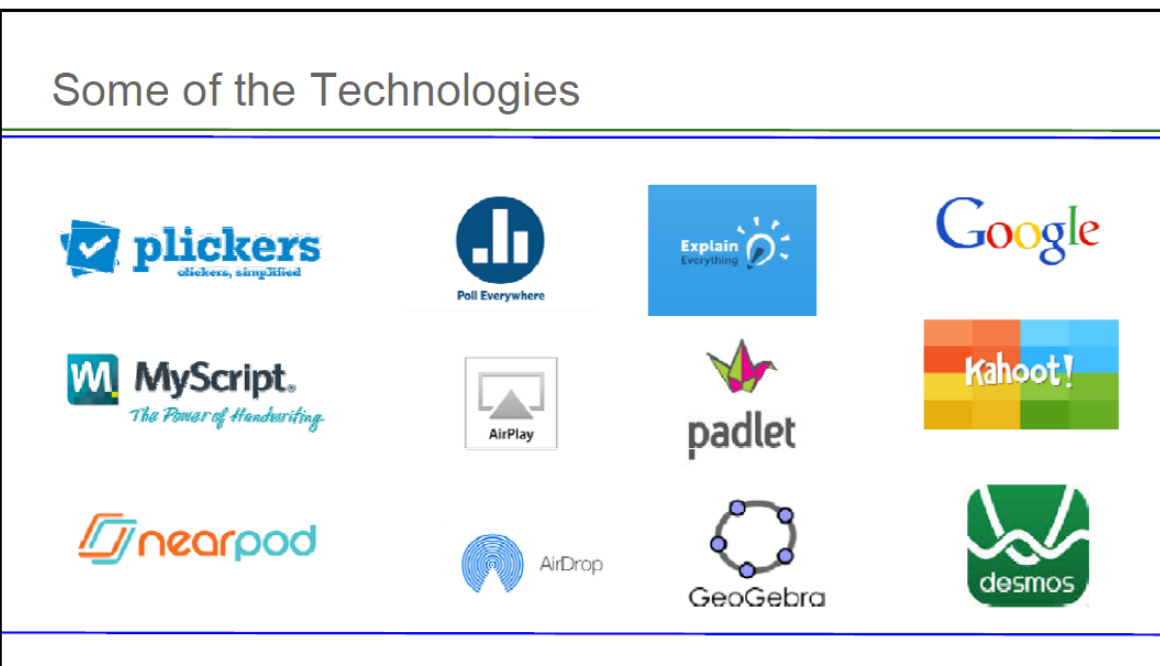 Some of the Technologies
plickers
clickers, simplified
Poll Everywhere
Explain
Everything
Google
MyScript®
The Power of Handwriting
AirPlay
padlet
Kahoot!
nearpod
AirDrop
GeoGebra
desmos